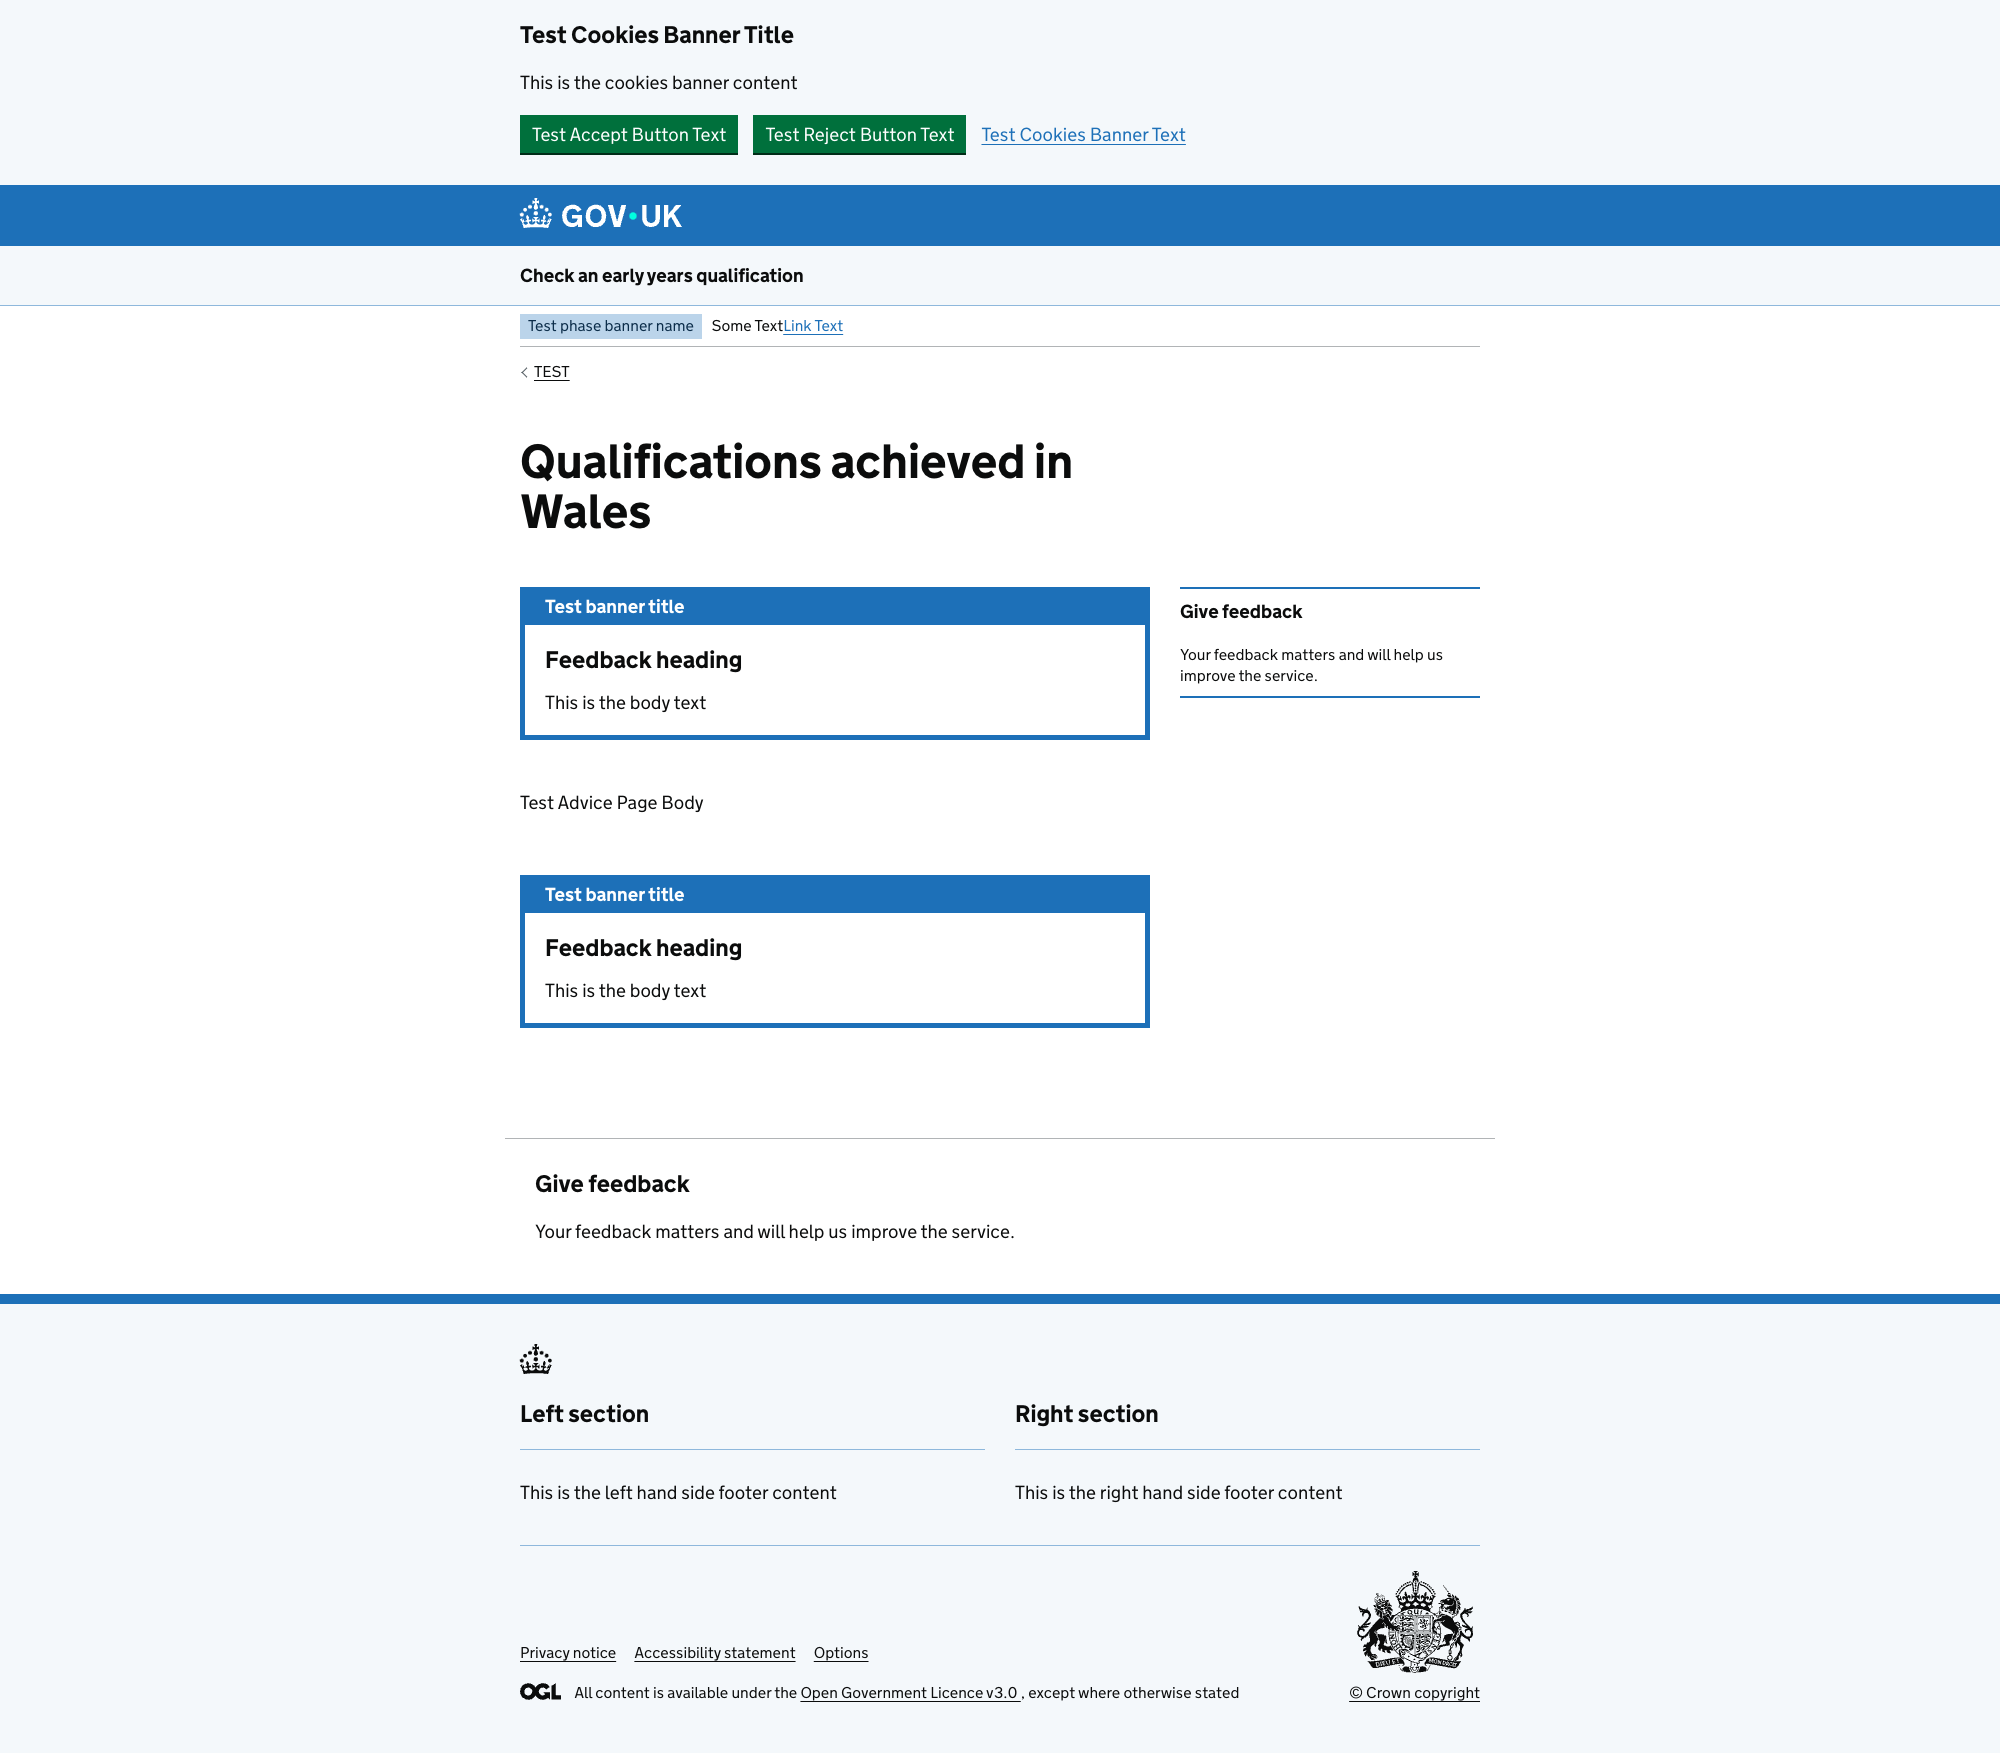 Test Cookies Banner Title
This is the cookies banner content
Test Accept Button Text
Test Reject Button Text
Test Cookies Banner Text
GOV·UK
Check an early years qualification
Test phase banner name
Some TextLink Text
TEST
Qualifications achieved in
Wales
Test banner title
Feedback heading
This is the body text
Give feedback
Your feedback matters and will help us
improve the service.
Test Advice Page Body
Test banner title
Feedback heading
This is the body text
Give feedback
Your feedback matters and will help us improve the service.
Left section
This is the left hand side footer content
Right section
This is the right hand side footer content
Privacy notice
Accessibility statement
Options
OGL
All content is available under the Open Government Licence v3.0 , except where otherwise stated
© Crown copyright